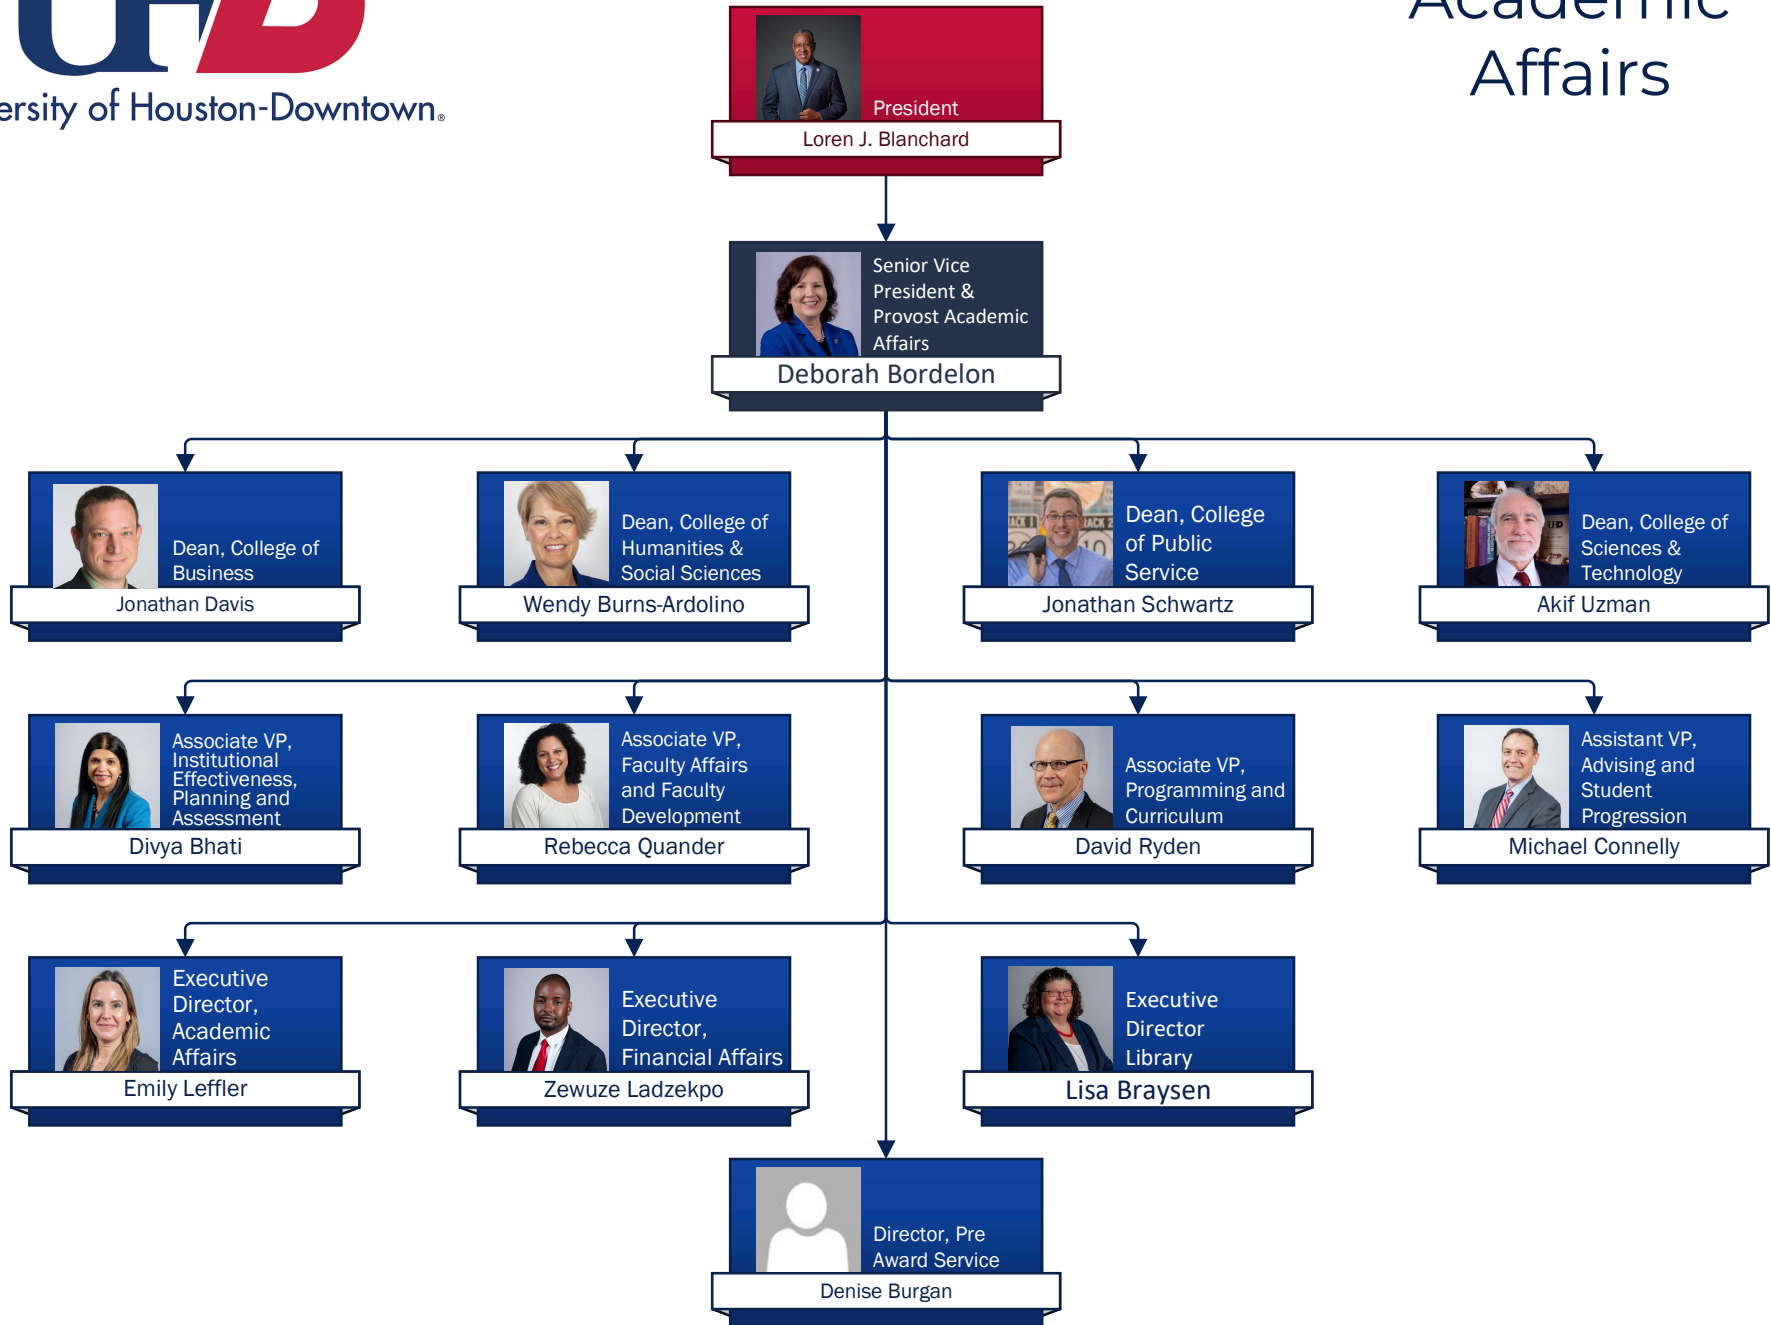 Academic
Affairs
UHD
ersity of Houston-Downtown®
President
Loren J. Blanchard
Senior Vice
President &
Provost Academic
Affairs
Deborah Bordelon
Dean, College of
Business
Jonathan Davis
Dean, College of
Humanities &
Social Sciences
Wendy Burns-Ardolino
Dean, College
of Public
Service
Jonathan Schwartz
Dean, College of
Sciences &
Technology
Akif Uzman
Associate VP,
Institutional
Effectiveness,
Planning and
Assessment
Divya Bhati
Associate VP,
Faculty Affairs
and Faculty
Development
Rebecca Quander
Associate VP,
Programming and
Curriculum
David Ryden
Assistant VP,
Advising and
Student
Progression
Michael Connelly
Executive
Director,
Academic
Affairs
Emily Leffler
Executive
Director,
Financial Affairs
Zewuze Ladzekpo
Executive
Director
Library
Lisa Braysen
Director, Pre
Award Service
Denise Burgan